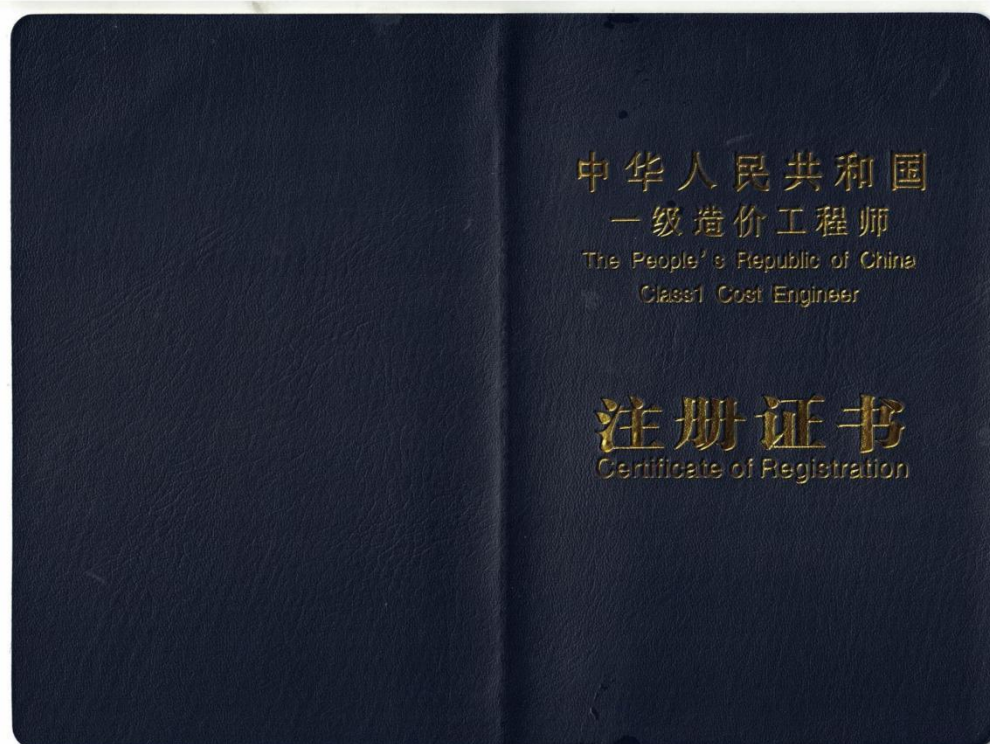 中华人民共和国
一级造价工程师
The People's Republic of China
Class1 Cost Engineer
注册证书
Certificate of Registration